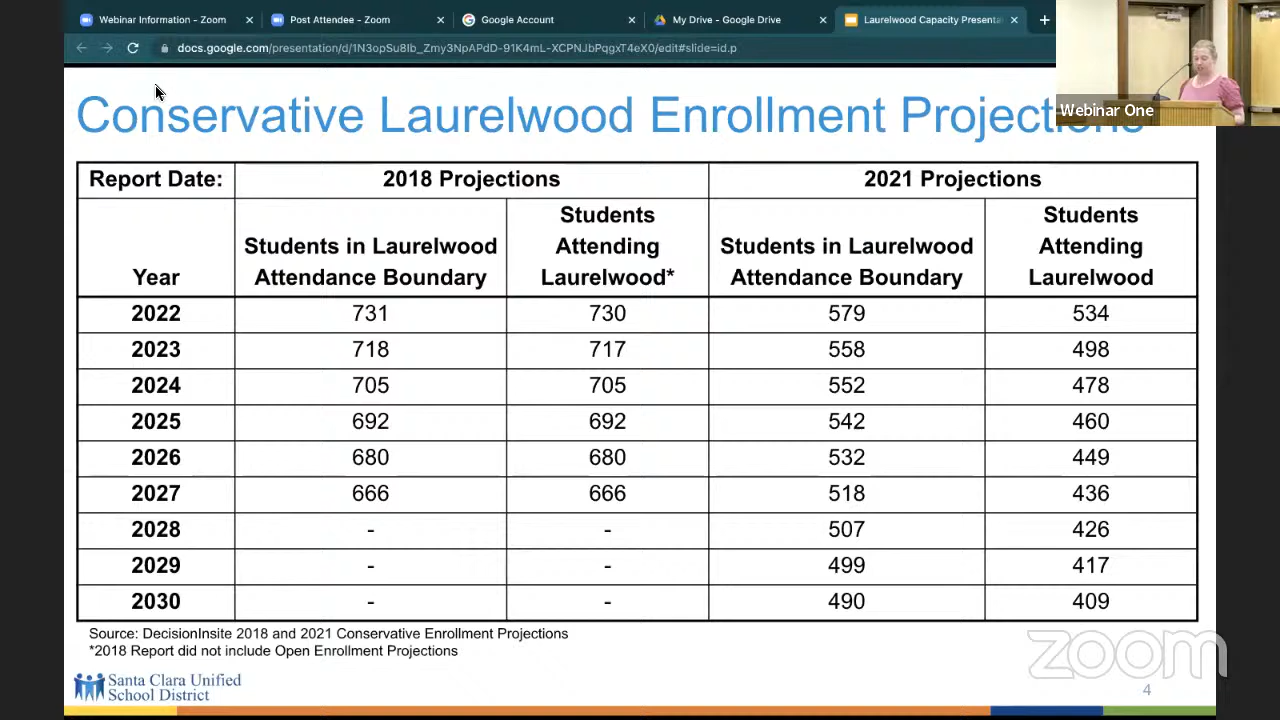 Webinar Information - Zoom
Post Attendee - Zoom
Google Account
My Drive - Google Drive
Laurelwood Capacity Presenta
docs.google.com/presentation/d/1N3opSu8Ib_Zmy3NpAPdD-91K4mL-XCPNJbPqgxT4eX0/edit#slide=id.p
Webinar One
Conservative Laurelwood Enrollment Projections
Report Date: 2018 Projections 2021 Projections
Year Students in Laurelwood Attendance Boundary Students Attending Laurelwood* Students in Laurelwood Attendance Boundary Students Attending Laurelwood
2022 731 730 579 534
2023 718 717 558 498
2024 705 705 552 478
2025 692 692 542 460
2026 680 680 532 449
2027 666 666 518 436
2028 - - 507 426
2029 - - 499 417
2030 - - 490 409
Source: DecisionInsite 2018 and 2021 Conservative Enrollment Projections
*2018 Report did not include Open Enrollment Projections
Santa Clara Unified
School District
zoom
4